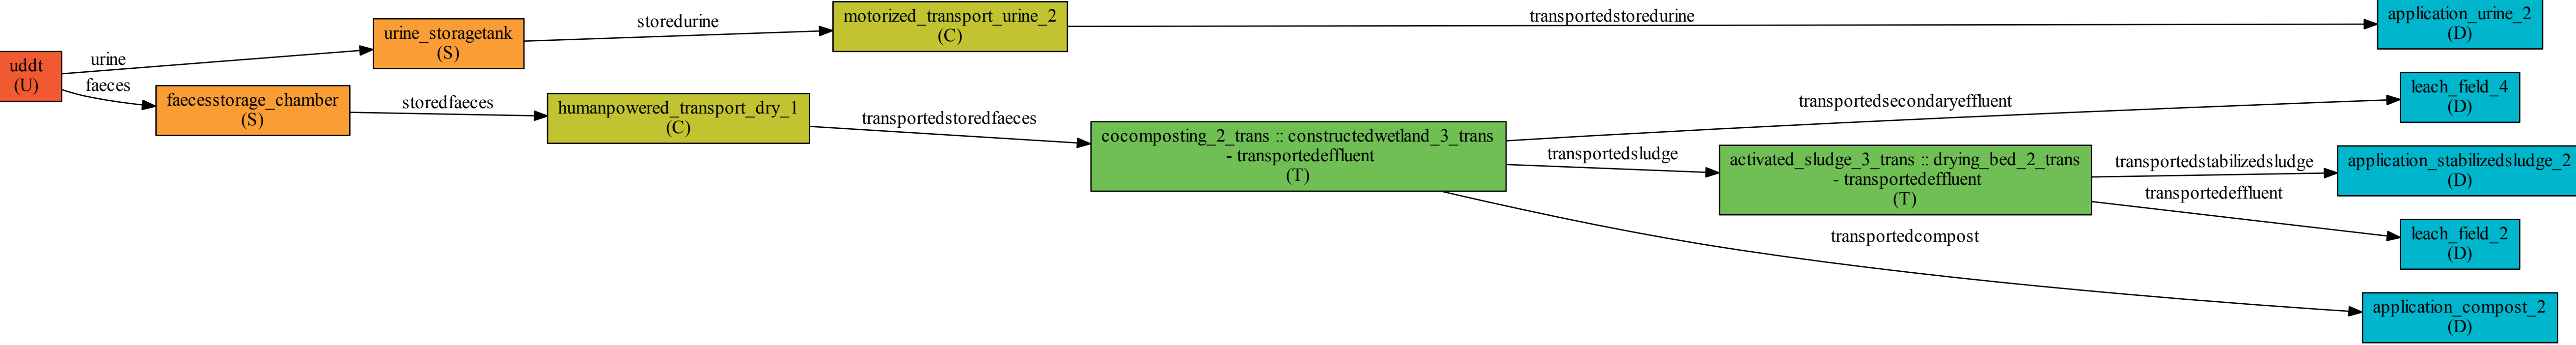 uddt
(U)
urine
faeces
urine_storagetank
(S)
faecesstorage_chamber
(S)
storedurine
storedfaeces
motorized_transport_urine_2
(C)
humanpowered_transport_dry_1
(C)
transportedstoredurine
transportedstoredfaeces
cocomposting_2_trans :: constructedwetland_3_trans
- transportedeffluent
(T)
transportedsecondaryeffluent
transportedsludge
transportedcompost
activated_sludge_3_trans :: drying_bed_2_trans
- transportedeffluent
(T)
transportedstabilizedsludge
transportedeffluent
application_urine_2
(D)
leach_field_4
(D)
application_stabilizedsludge_2
(D)
leach_field_2
(D)
application_compost_2
(D)